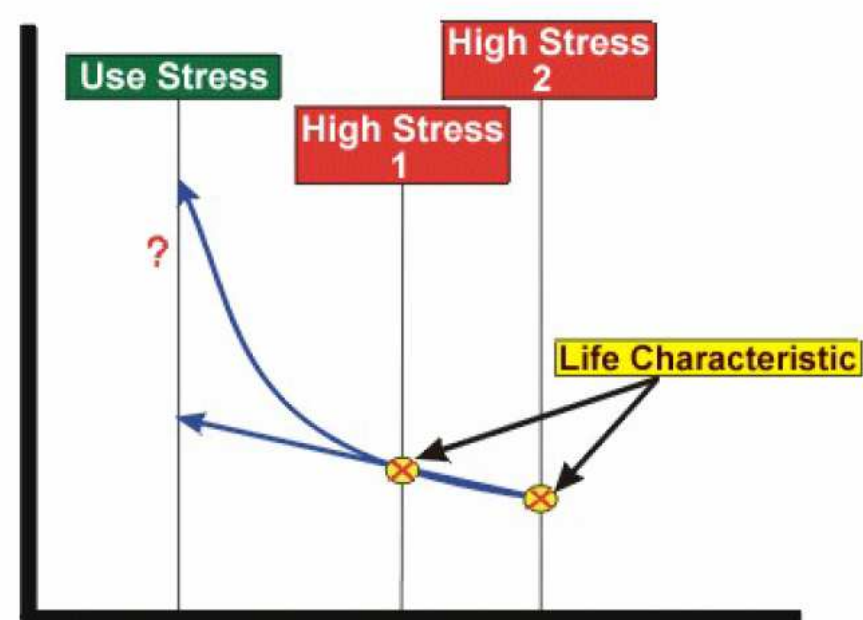 Use Stress
High Stress
1
High Stress
2
?
Life Characteristic